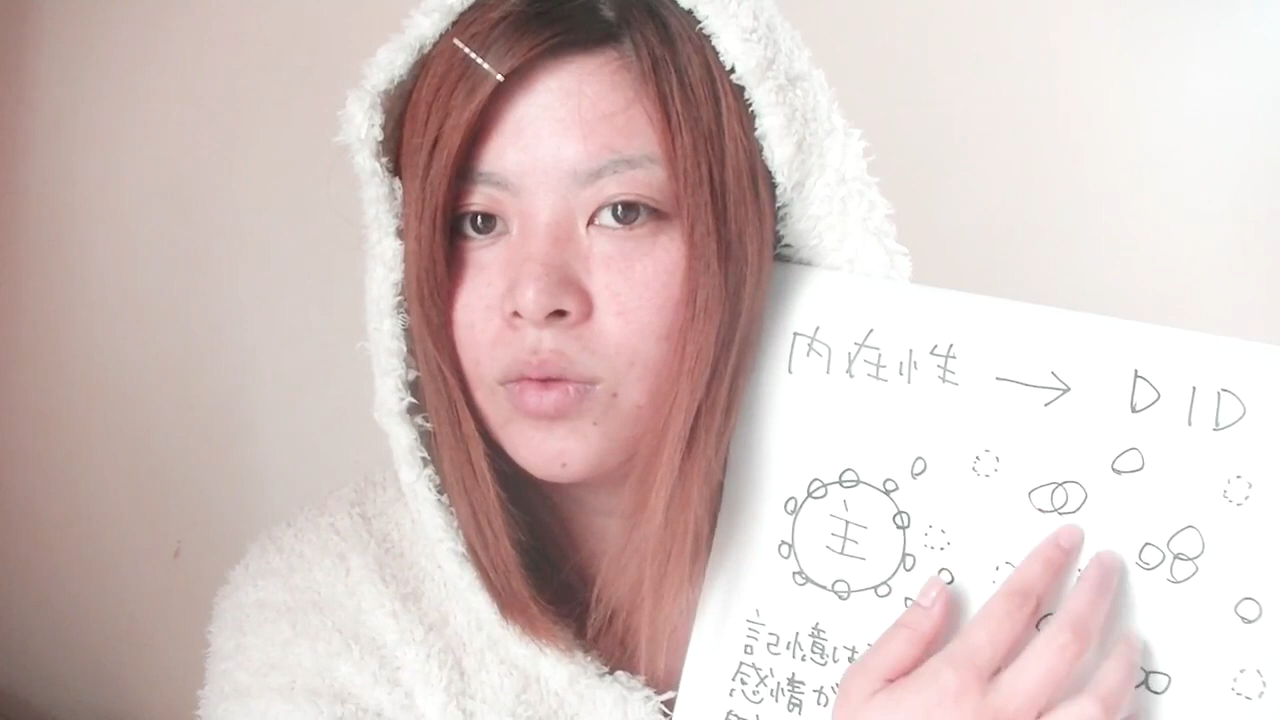 内在性 → DID
主
記憶は
感情が